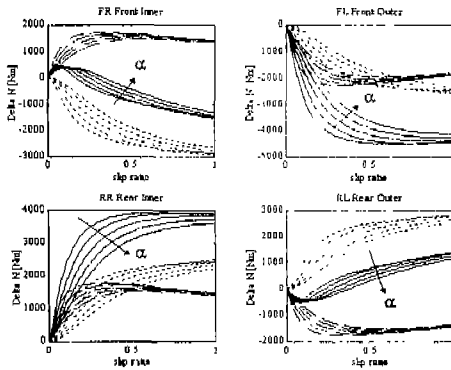 FR Front Inner
2000
1000
0
-1000
-2000
-3000
0
0.5
1
Delta N [Nm]
slip ratio
α
FL Front Outer
0
-1000
-2000
-3000
-4000
-5000
0
0.5
1
Delta N [Nm]
slip ratio
α
RR Rear Inner
4000
3000
2000
1000
0
0
0.5
1
Delta N [Nm]
slip ratio
α
RL Rear Outer
3000
2000
1000
0
-1000
-2000
0
0.5
1
Delta N [Nm]
slip ratio
α